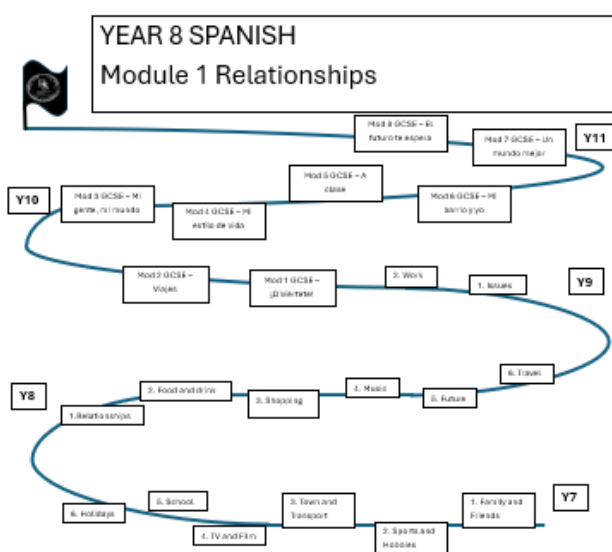 YEAR 8 SPANISH
Module 1 Relationships
Mod 8 GCSE – El
futuro te espera
Mod 7 GCSE – Un
mundo mejor
Y11
Mod 5 GCSE – A
clase
Y10
Mod 3 GCSE – Mi
gente, mi mundo
Mod 4 GCSE – Mi
estilo de vida
Mod 6 GCSE – Mi
barrio y yo
Mod 2 GCSE –
Viajes
Mod 1 GCSE –
¡Diviértete!
2. Work
1. Issues
Y9
6. Travel
Y8
2. Food and drink
4. Music
3. Shopping
5. Future
1.Relationships
5. School
3. Town and
Transport
1. Family and
Friends
Y7
6. Holidays
4. TV and Film
2. Sports and
Hobbies